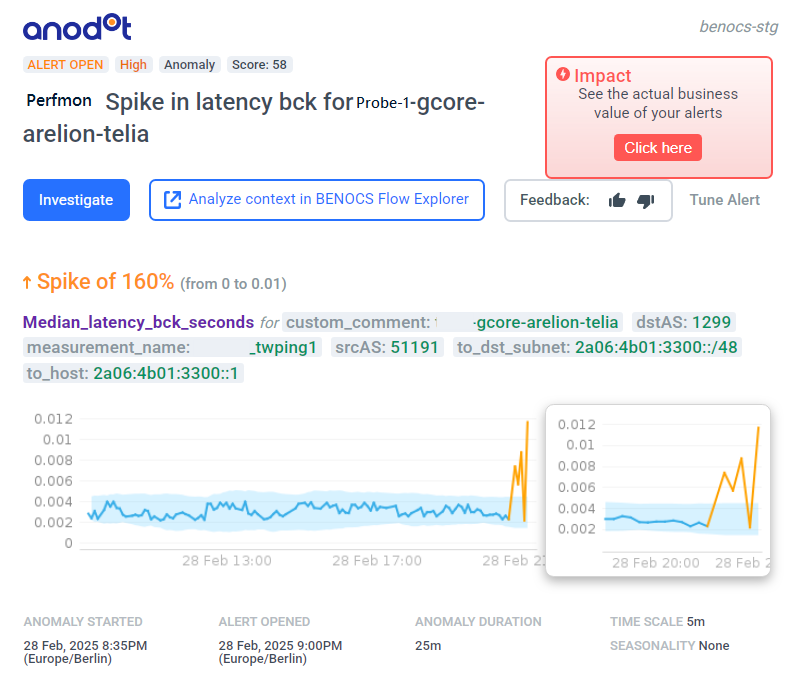 anodot
benocs-stg
ALERT OPEN High Anomaly Score: 58
Perfmon Spike in latency bck for Probe-1-gcore-
arelion-telia
Impact
See the actual business
value of your alerts
Click here
Investigate
Analyze context in BENOCS Flow Explorer
Feedback:
Tune Alert
↑ Spike of 160% (from 0 to 0.01)
Median_latency_bck_seconds for custom_comment: -gcore-arelion-telia dstAS: 1299
measurement_name: _twping1 srcAS: 51191 to_dst_subnet: 2a06:4b01:3300::/48
to_host: 2a06:4b01:3300::1
0.012
0.01
0.008
0.006
0.004
0.002
0
28 Feb 13:00 28 Feb 17:00 28 Feb 2
0.012
0.01
0.008
0.006
0.004
0.002
28 Feb 20:00 28 Feb 2
ANOMALY STARTED
28 Feb, 2025 8:35PM
(Europe/Berlin)
ALERT OPENED
28 Feb, 2025 9:00PM
(Europe/Berlin)
ANOMALY DURATION
25m
TIME SCALE 5m
SEASONALITY None